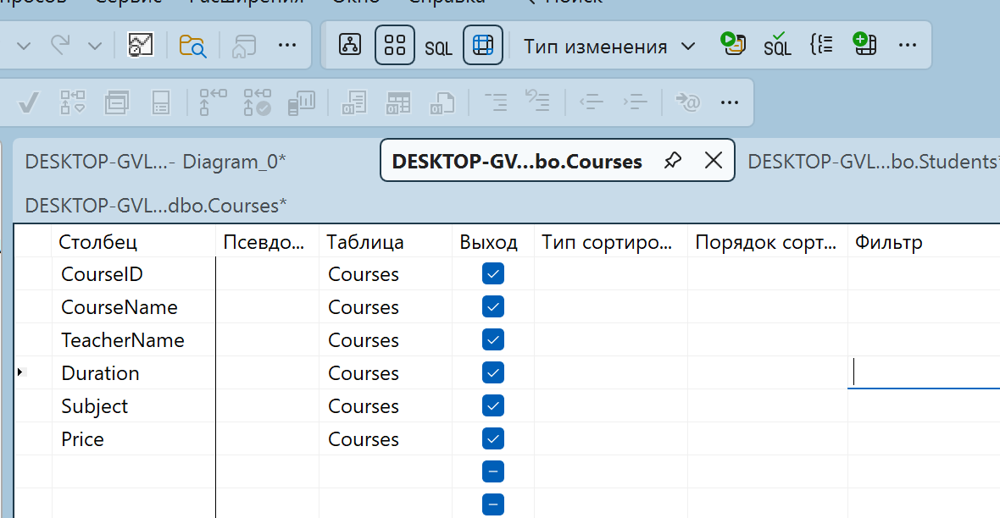 Сервис Расширения Окно Справка Поиск
SQL Тип изменения SQL
DESKTOP-GVL...- Diagram_0* DESKTOP-GV...bo.Courses DESKTOP-GVL...bo.Students*
DESKTOP-GVL...dbo.Courses*
Столбец Псевдо... Таблица Выход Тип сортиро... Порядок сорт... Фильтр
CourseID Courses
CourseName Courses
TeacherName Courses
Duration Courses
Subject Courses
Price Courses